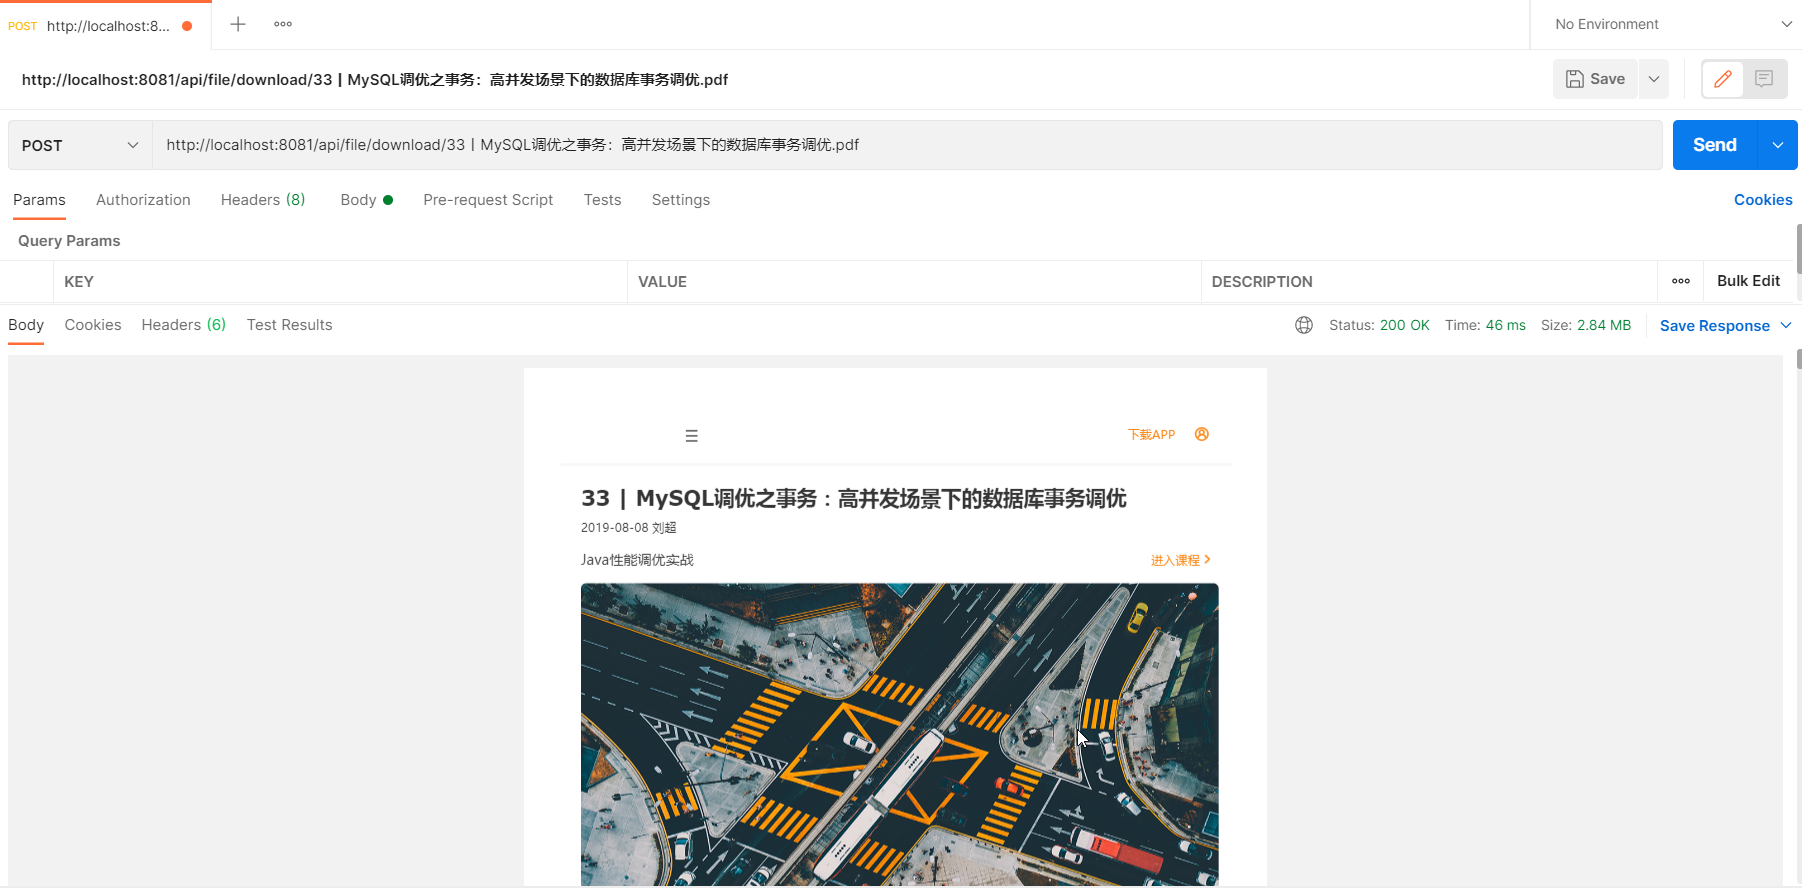 POST http://localhost:8... No Environment
http://localhost:8081/api/file/download/33丨MySQL调优之事务：高并发场景下的数据库事务调优.pdf Save
POST http://localhost:8081/api/file/download/33丨MySQL调优之事务：高并发场景下的数据库事务调优.pdf Send
Params Authorization Headers (8) Body Pre-request Script Tests Settings Cookies
Query Params
KEY VALUE DESCRIPTION Bulk Edit
Body Cookies Headers (6) Test Results Status: 200 OK Time: 46 ms Size: 2.84 MB Save Response
下载APP
33 | MySQL调优之事务：高并发场景下的数据库事务调优
2019-08-08 刘超
Java性能调优实战 进入课程